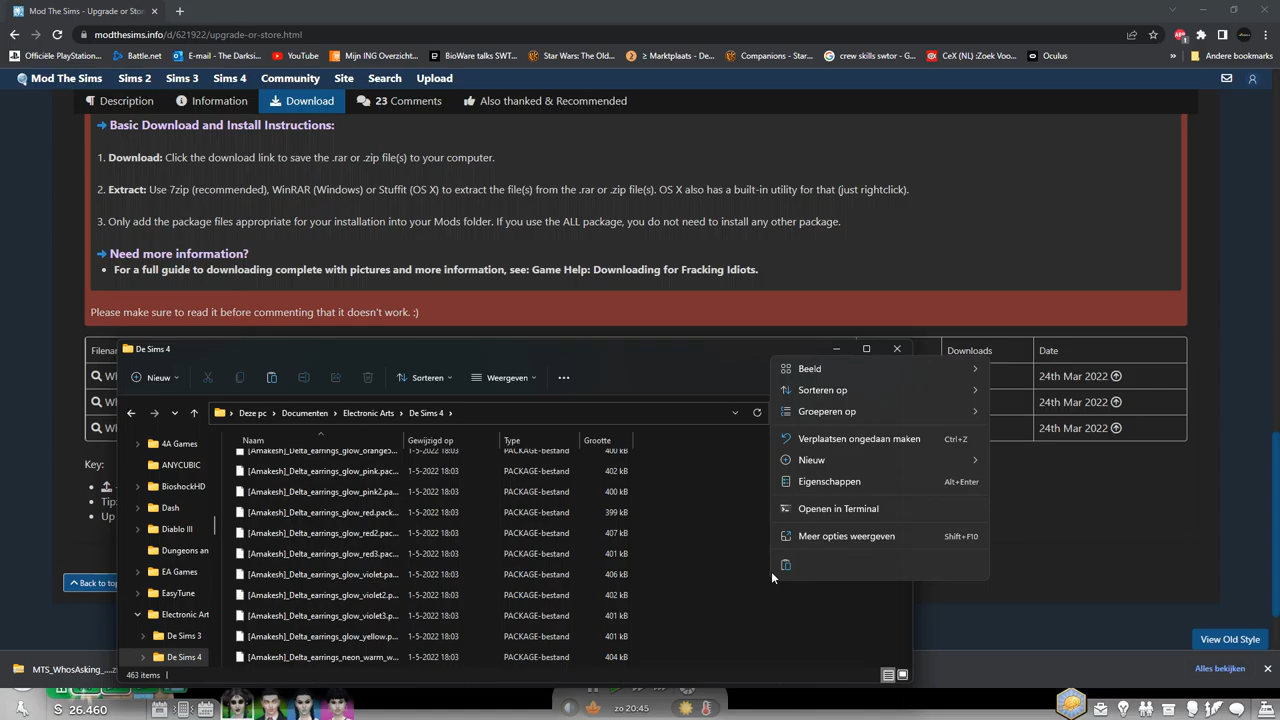 Mod The Sims - Upgrade or Stor
modthesims.info/621922/upgrade-or-store.html
Officiële PlayStation...
Battle.net
E-mail - The Darksi...
YouTube
Mijn ING Overzicht...
BioWare talks SWT...
Star Wars: The Old...
≥ Marktplaats - De...
Companions - Star...
crew skills swtor - G...
CeX (NL) iZoek Voo...
Oculus
»
Andere bookmarks
Mod The Sims
Sims 2
Sims 3
Sims 4
Community
Site
Search
Upload
Description
Information
Download
23 Comments
Also thanked & Recommended
Basic Download and Install Instructions:
1. Download: Click the download link to save the .rar or .zip file(s) to your computer.
2. Extract: Use 7zip (recommended), WinRAR (Windows) or Stuffit (OS X) to extract the file(s) from the .rar or .zip file(s). OS X also has a built-in utility for that (just rightclick).
3. Only add the package files appropriate for your installation into your Mods folder. If you use the ALL package, you do not need to install any other package.
Need more information?
• For a full guide to downloading complete with pictures and more information, see: Game Help: Downloading for Fracking Idiots.
Please make sure to read it before commenting that it doesn't work. :)
Filenam
Downloads
Date
24th Mar 2022
24th Mar 2022
24th Mar 2022
Key:
Tip:
Up
Back to top
View Old Style
De Sims 4
Nieuw
Sorteren
Weergeven
Deze pc > Documenten > Electronic Arts > De Sims 4 >
Naam
Gewijzigd op
Type
Grootte
4A Games
ANYCUBIC
BioshockHD
Dash
Diablo III
Dungeons an
EA Games
EasyTune
Electronic Art
De Sims 3
De Sims 4
[Amakesh]_Delta_earrings_glow_orange5... 1-5-2022 18:03 PACKAGE-bestand 400 kB
[Amakesh]_Delta_earrings_glow_pink.pac... 1-5-2022 18:03 PACKAGE-bestand 402 kB
[Amakesh]_Delta_earrings_glow_pink2.pa... 1-5-2022 18:03 PACKAGE-bestand 400 kB
[Amakesh]_Delta_earrings_glow_red.pack... 1-5-2022 18:03 PACKAGE-bestand 399 kB
[Amakesh]_Delta_earrings_glow_red2.pac... 1-5-2022 18:03 PACKAGE-bestand 407 kB
[Amakesh]_Delta_earrings_glow_red3.pac... 1-5-2022 18:03 PACKAGE-bestand 401 kB
[Amakesh]_Delta_earrings_glow_violet.pa... 1-5-2022 18:03 PACKAGE-bestand 406 kB
[Amakesh]_Delta_earrings_glow_violet2.p... 1-5-2022 18:03 PACKAGE-bestand 402 kB
[Amakesh]_Delta_earrings_glow_violet3.p... 1-5-2022 18:03 PACKAGE-bestand 401 kB
[Amakesh]_Delta_earrings_glow_yellow.p... 1-5-2022 18:03 PACKAGE-bestand 401 kB
[Amakesh]_Delta_earrings_neon_warm_w... 1-5-2022 18:03 PACKAGE-bestand 404 kB
463 items
Beeld
Sorteren op
Groeperen op
Verplaatsen ongedaan maken Ctrl+Z
Nieuw
Eigenschappen Alt+Enter
Openen in Terminal
Meer opties weergeven Shift+F10
MTS_WhosAsking_...z
Alles bekijken
§ 26.460
zo 20:45